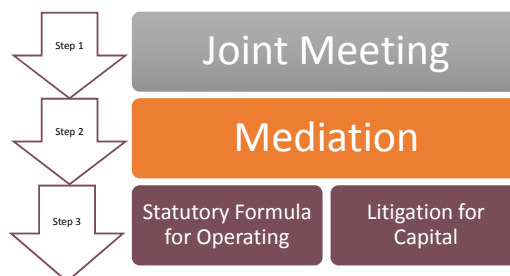 Step 1
Joint Meeting
Step 2
Mediation
Step 3
Statutory Formula
for Operating
Litigation for
Capital